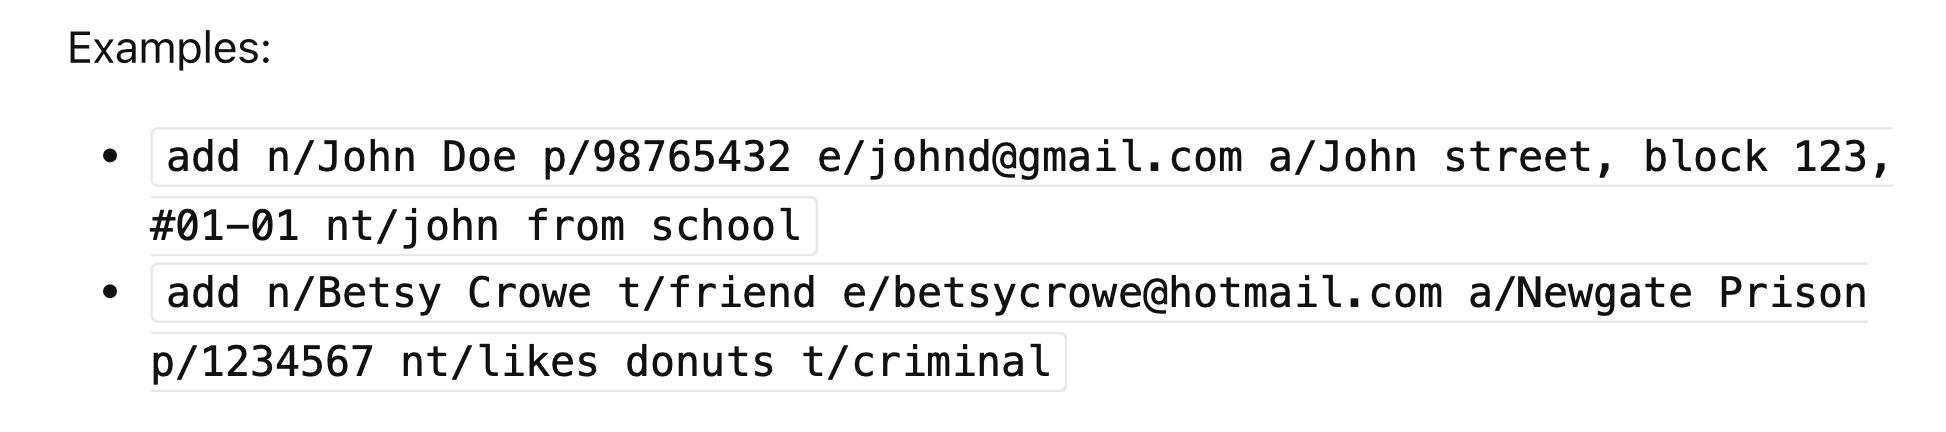 Examples:
• add n/John Doe p/98765432 e/johnd@gmail.com a/John street, block 123,
#01-01 nt/john from school
• add n/Betsy Crowe t/friend e/betsycrowe@hotmail.com a/Newgate Prison
p/1234567 nt/likes donuts t/criminal